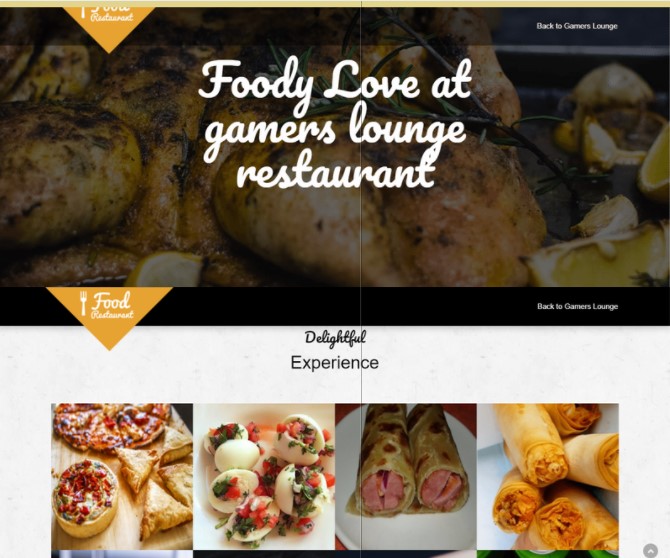 Food
Restaurant
Back to Gamers Lounge
Foody Love at
gamers lounge
restaurant
Food
Restaurant
Back to Gamers Lounge
Delightful
Experience